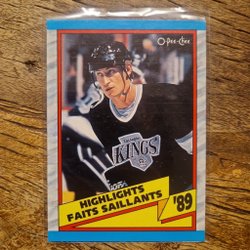 O-Pee-Chee
KINGS
HIGHLIGHTS
FAITS SAILLANTS
'89